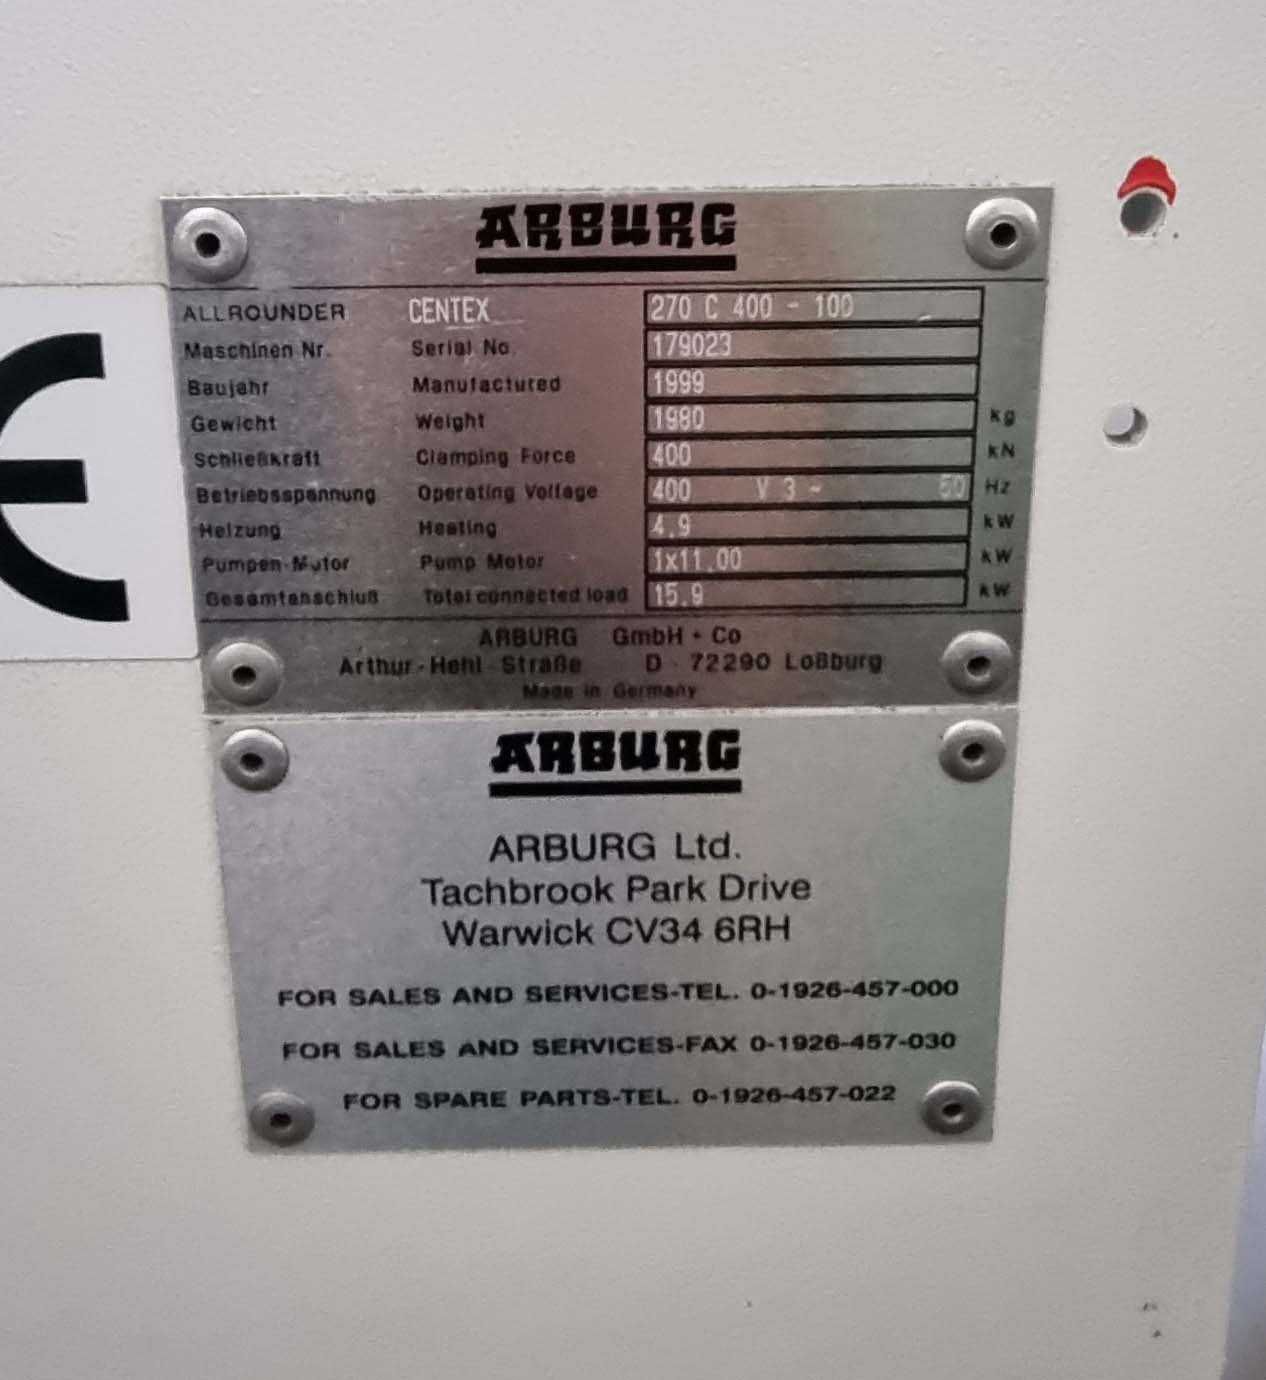 CE
ARBURG
ALLROUNDER CENTEX 270 C 400 - 100
Maschinen Nr. Serial No. 179023
Baujahr Manufactured 1999
Gewicht Weight 1980 kg
Schließkraft Clamping Force 400 kN
Betriebsspannung Operating Voltage 400 V 3 ~ 50 Hz
Heizung Heating 4.9 kW
Pumpen-Motor Pump Motor 1x11.00 kW
Gesamtanschluß Total connected load 15.9 kW
ARBURG GmbH + Co
Arthur-Hehl-Straße D-72290 Loßburg
Made in Germany
ARBURG
ARBURG Ltd.
Tachbrook Park Drive
Warwick CV34 6RH
FOR SALES AND SERVICES-TEL. 0-1926-457-000
FOR SALES AND SERVICES-FAX 0-1926-457-030
FOR SPARE PARTS-TEL. 0-1926-457-022